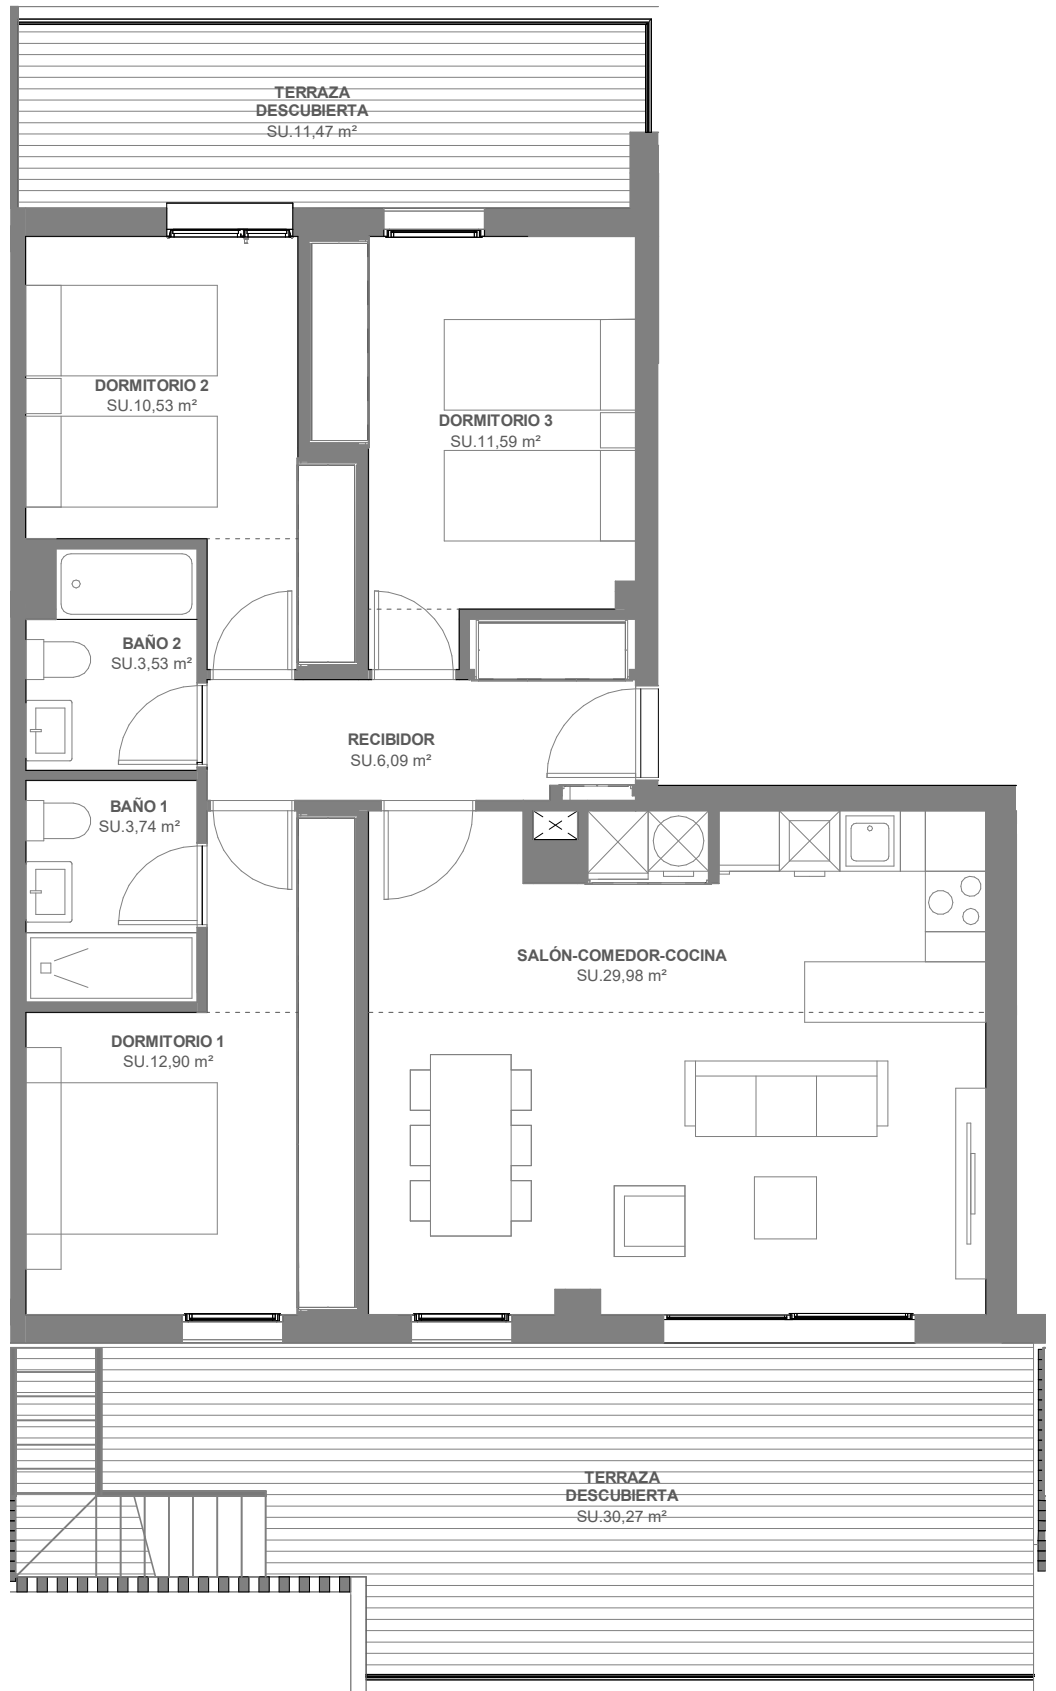 TERRAZA
DESCUBIERTA
SU.11,47 m²
DORMITORIO 2
SU.10,53 m²
DORMITORIO 3
SU.11,59 m²
BAÑO 2
SU.3,53 m²
RECIBIDOR
SU.6,09 m²
BAÑO 1
SU.3,74 m²
SALÓN-COMEDOR-COCINA
SU.29,98 m²
DORMITORIO 1
SU.12,90 m²
TERRAZA
DESCUBIERTA
SU.30,27 m²